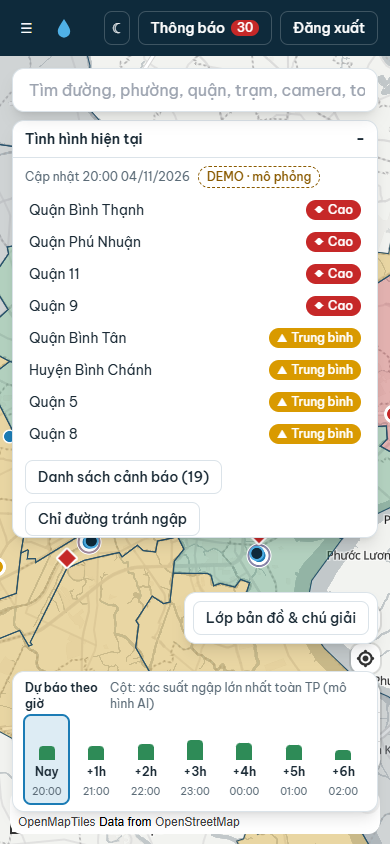 Thông báo 30
Đăng xuất
Tìm đường, phường, quận, trạm, camera, to
Tình hình hiện tại
Cập nhật 20:00 04/11/2026 DEMO · mô phỏng
Quận Bình Thạnh Cao
Quận Phú Nhuận Cao
Quận 11 Cao
Quận 9 Cao
Quận Bình Tân Trung bình
Huyện Bình Chánh Trung bình
Quận 5 Trung bình
Quận 8 Trung bình
Danh sách cảnh báo (19)
Chỉ đường tránh ngập
Phước Lươn
Lớp bản đồ & chú giải
Dự báo theo giờ
Cột: xác suất ngập lớn nhất toàn TP (mô hình AI)
Nay +1h +2h +3h +4h +5h +6h
20:00 21:00 22:00 23:00 00:00 01:00 02:00
OpenMapTiles Data from OpenStreetMap